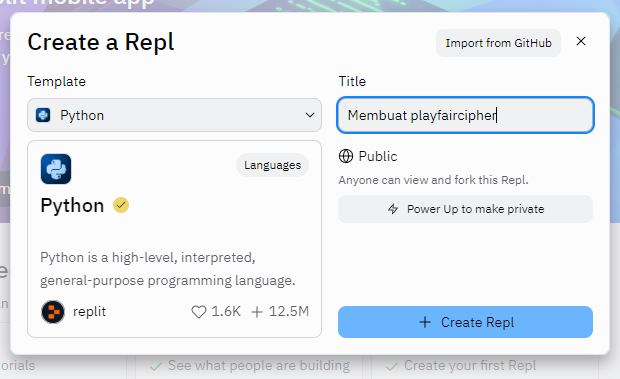 plit mobile app
Create a Repl
Import from GitHub
Template
Title
Python
Membuat playfaircipher
Languages
Python
Public
Anyone can view and fork this Repl.
Power Up to make private
Python is a high-level, interpreted,
general-purpose programming language.
replit
1.6K
12.5M
Create Repl
orials
See what people are building
Create your first Repl